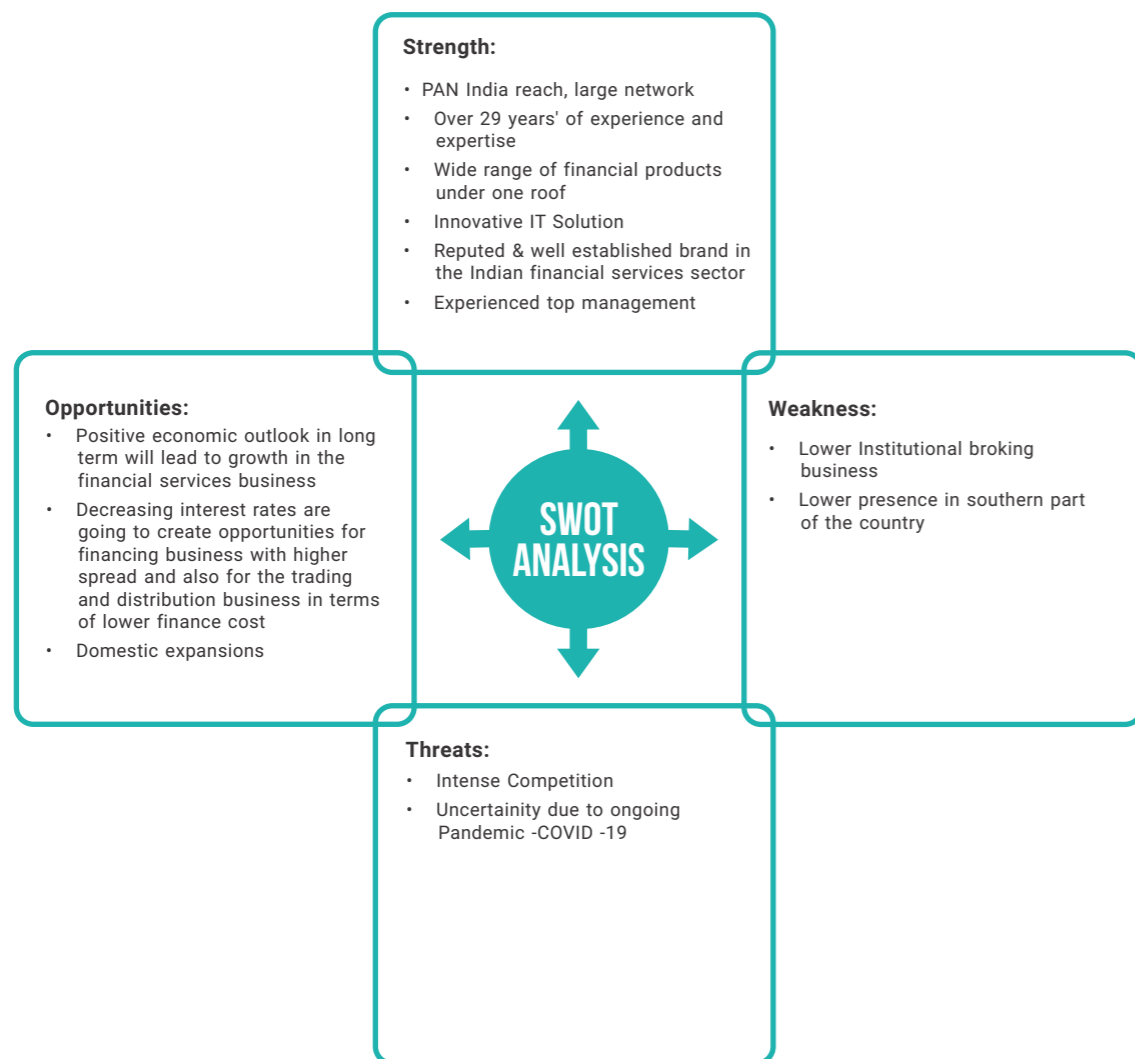 Strength:
• PAN India reach, large network
• Over 29 years' of experience and
expertise
• Wide range of financial products
under one roof
• Innovative IT Solution
• Reputed & well established brand in
the Indian financial services sector
• Experienced top management
Opportunities:
• Positive economic outlook in long
term will lead to growth in the
financial services business
• Decreasing interest rates are
going to create opportunities for
financing business with higher
spread and also for the trading
and distribution business in terms
of lower finance cost
• Domestic expansions
SWOT
ANALYSIS
Weakness:
• Lower Institutional broking
business
• Lower presence in southern part
of the country
Threats:
• Intense Competition
• Uncertainity due to ongoing
Pandemic -COVID -19